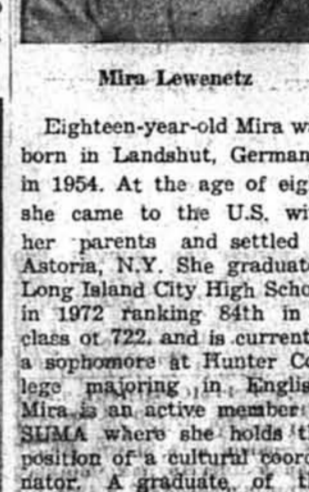 Mira Lewenetz
Eighteen-year-old Mira w
born in Landshut, German
in 1954. At the age of eig
she came to the U.S. wi
her parents and settled
Astoria, N.Y. She graduat
Long Island City High Scho
in 1972 ranking 84th in
class of 722, and is current
a sophomore at Hunter Co
lege majoring in Englis
Mira is an active member
SUMA where she holds t
position of a cultural coord
nator. A graduate of t